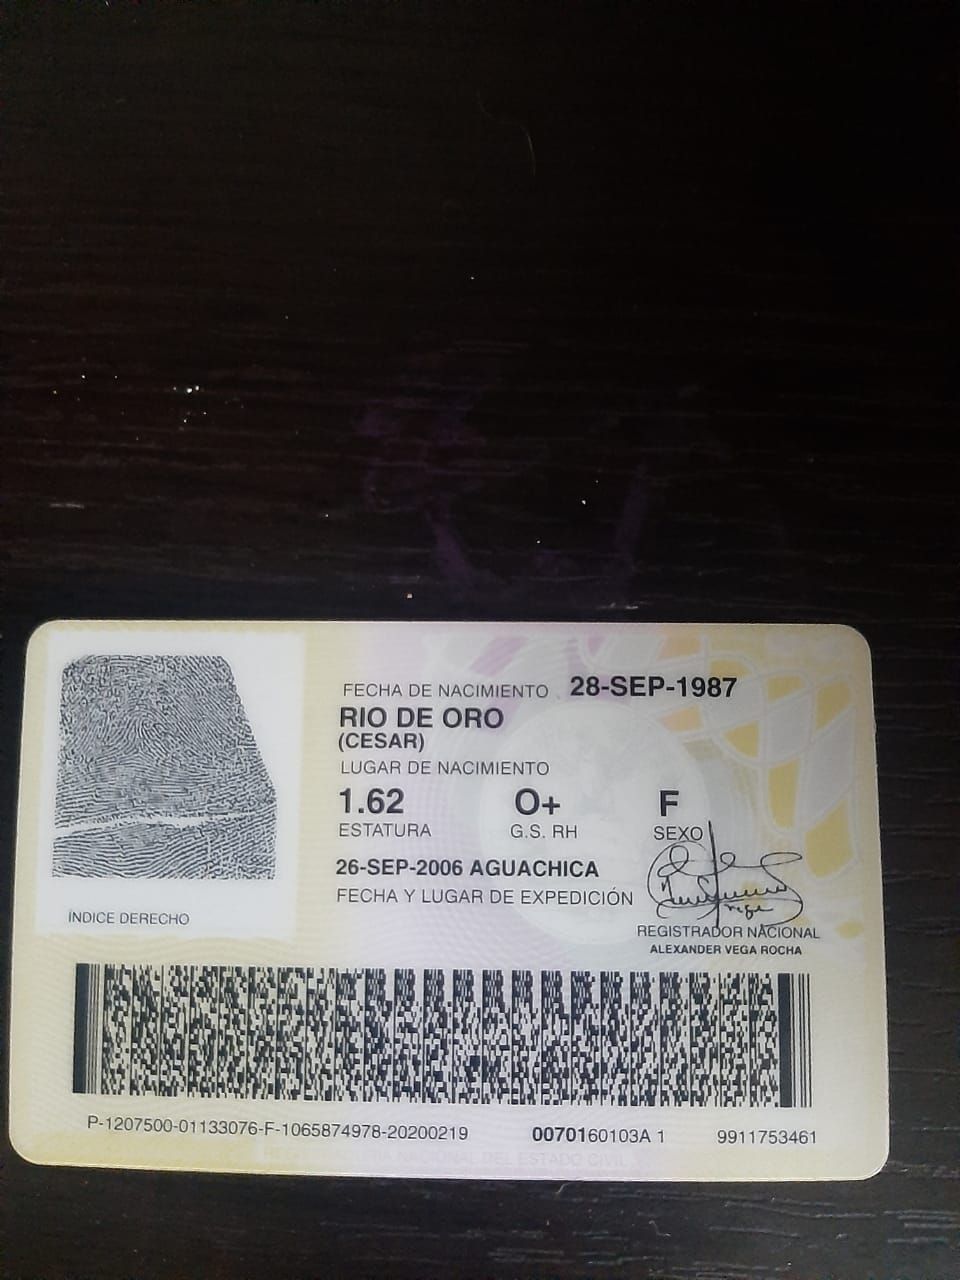 FECHA DE NACIMIENTO 28-SEP-1987
RIO DE ORO
(CESAR)
LUGAR DE NACIMIENTO
1.62 O+ F
ESTATURA G.S. RH SEXO
26-SEP-2006 AGUACHICA
FECHA Y LUGAR DE EXPEDICIÓN
ÍNDICE DERECHO
REGISTRADOR NACIONAL
ALEXANDER VEGA ROCHA
P-1207500-01133076-F-1065874978-20200219 0070160103A 1 9911753461
NACIONAL DEL ESTADO CIVIL